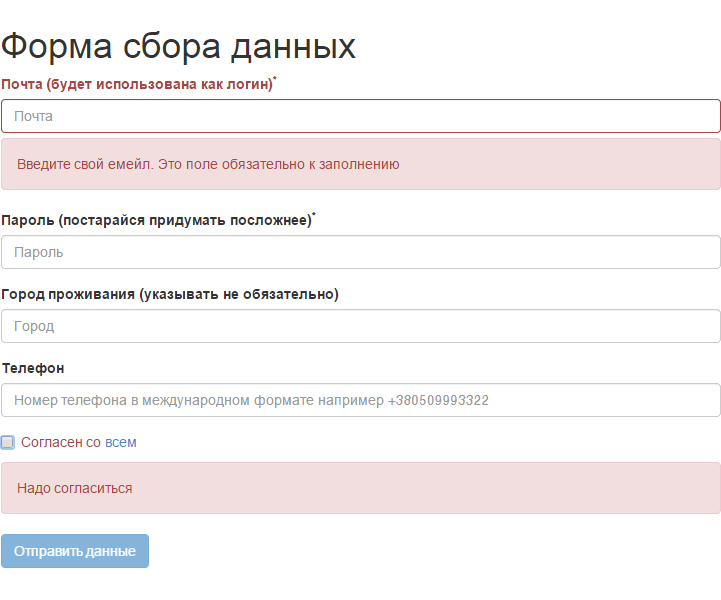 Форма сбора данных
Почта (будет использована как логин)*
Почта
Введите свой емейл. Это поле обязательно к заполнению
Пароль (постарайся придумать посложнее)*
Пароль
Город проживания (указывать не обязательно)
Город
Телефон
Номер телефона в международном формате например +380509993322
Согласен со всем
Надо согласиться
Отправить данные